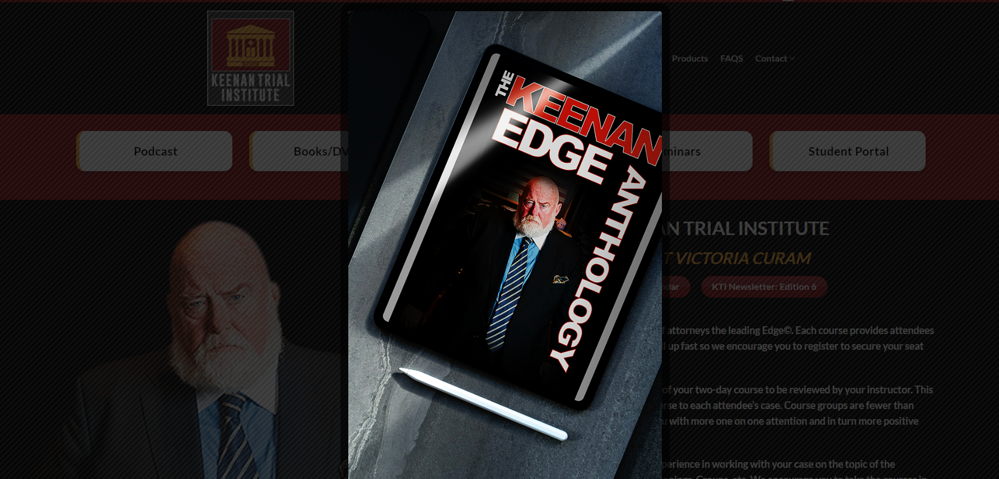 KEENAN TRIAL
INSTITUTE
Products
FAQS
Contact
Podcast
Books/DV
minars
Student Portal
THE
KEENAN
EDGE
ANTHOLOGY
AN TRIAL INSTITUTE
T VICTORIA CURAM
ndar
KTI Newsletter: Edition 6
f attorneys the leading Edge©. Each course provides attendees
l up fast so we encourage you to register to secure your seat
of your two-day course to be reviewed by your instructor. This
rse to each attendee's case. Course groups are fewer than
u with more one on one attention and in turn more positive
perience in working with your case on the topic of the